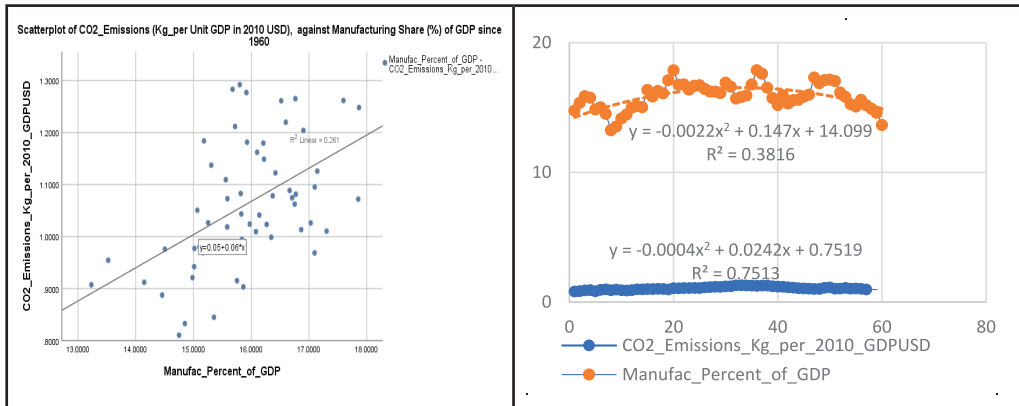 Scatterplot of CO2_Emissions (Kg_per Unit GDP in 2010 USD), against Manufacturing Share (%) of GDP since
1960
Manufac_Percent_of_GDP -
CO2_Emissions_Kg_per_2010...
CO2_Emissions_Kg_per_2010_GDPUSD
1.3000
1.2000
1.1000
1.0000
.9000
.8000
R² Linear = 0.261
y=0.05+0.06*x
13.0000 14.0000 15.0000 16.0000 17.0000 18.0000
Manufac_Percent_of_GDP
20
10
0
y = -0.0022x² + 0.147x + 14.099
R² = 0.3816
y = -0.0004x² + 0.0242x + 0.7519
R² = 0.7513
0 20 40 60 80
CO2_Emissions_Kg_per_2010_GDPUSD
Manufac_Percent_of_GDP